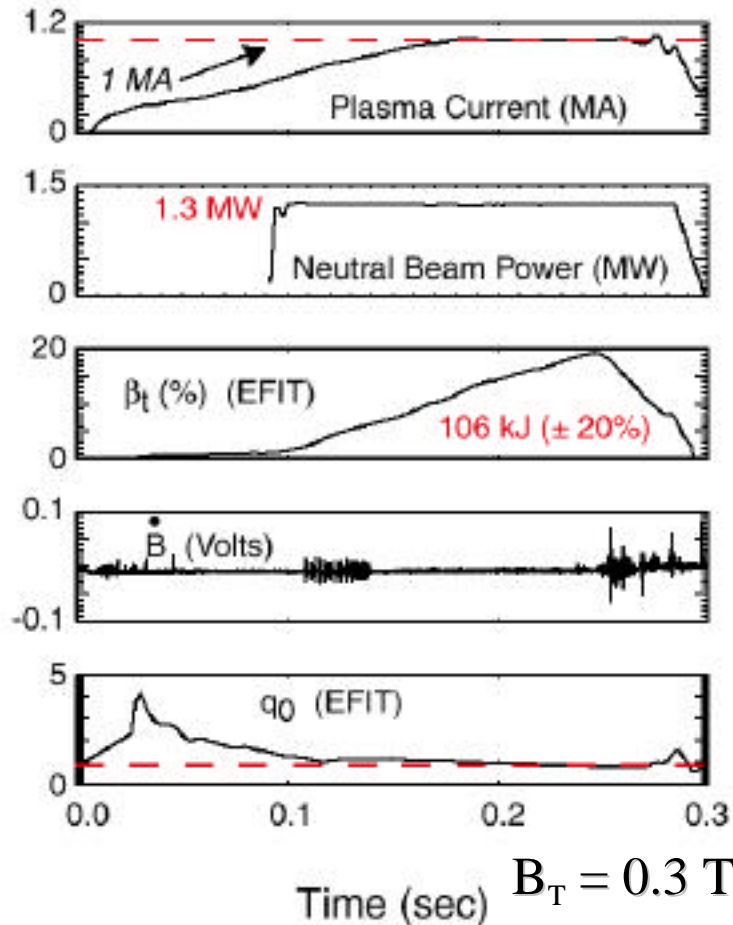 1.2
1 MA
Plasma Current (MA)
0
1.5
1.3 MW
Neutral Beam Power (MW)
0
20
βt (%) (EFIT)
106 kJ (± 20%)
0
0.1
Ḃ (Volts)
-0.1
5
q0 (EFIT)
0
0.0 0.1 0.2 0.3
Time (sec)
BT = 0.3 T